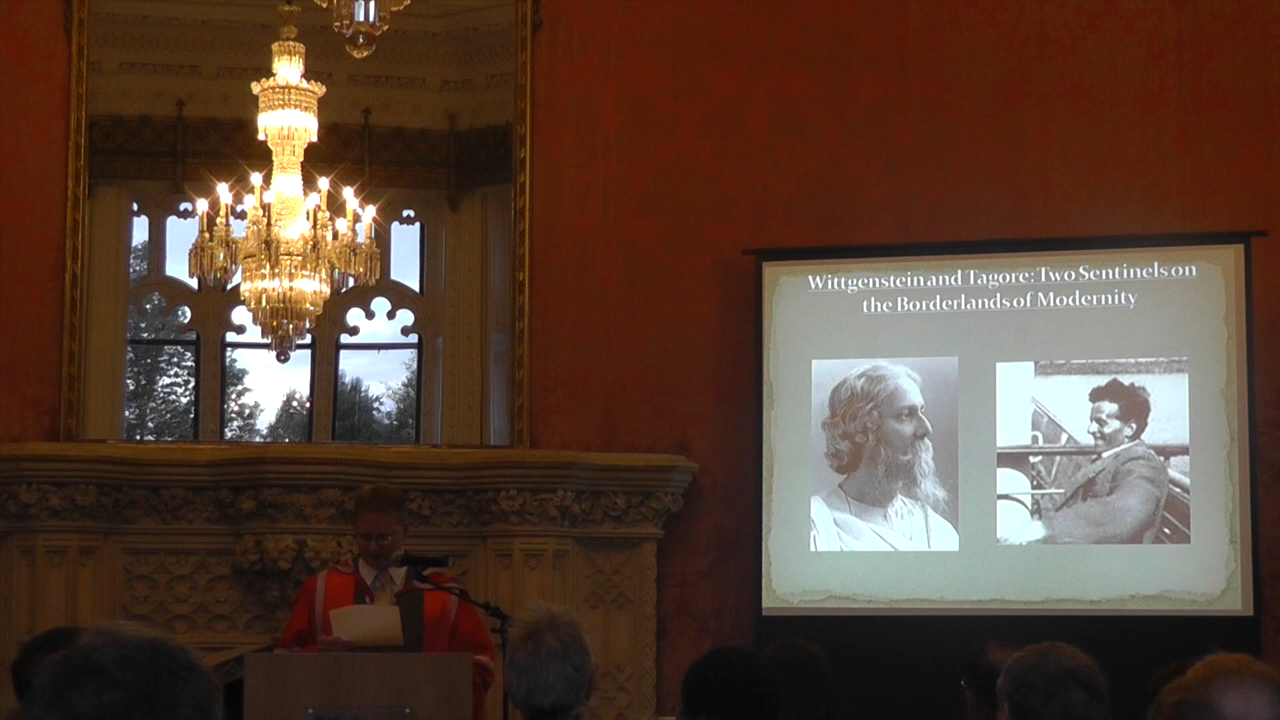 Wittgenstein and Tagore: Two Sentinels on
the Borderlands of Modernity